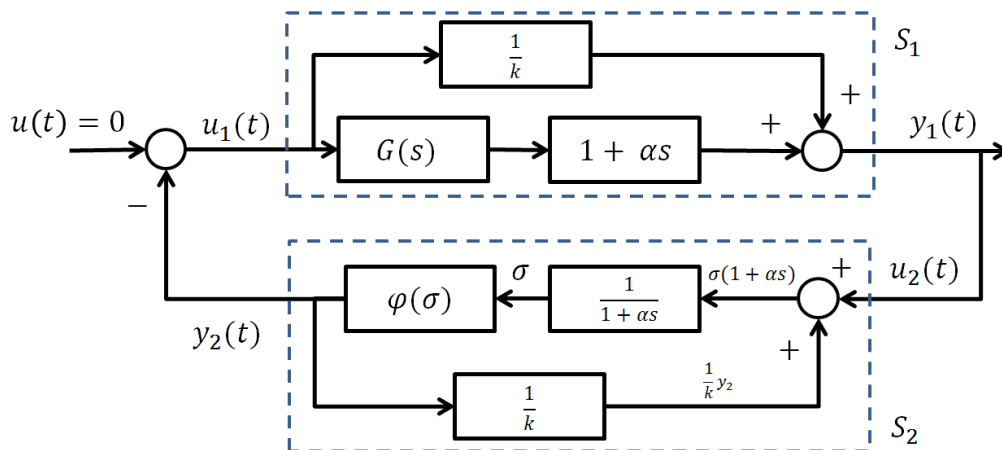 S₁
1/k
+
u(t) = 0
u₁(t)
G(s)
1 + αs
+
y₁(t)
−
y₂(t)
φ(σ)
σ
1/(1 + αs)
σ(1 + αs)
+
u₂(t)
+
1/k
1/k y₂
S₂